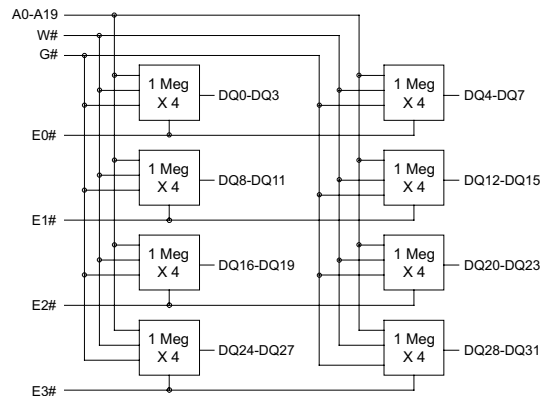 A0-A19
W#
G#
1 Meg
X 4
DQ0-DQ3
1 Meg
X 4
DQ4-DQ7
E0#
1 Meg
X 4
DQ8-DQ11
1 Meg
X 4
DQ12-DQ15
E1#
1 Meg
X 4
DQ16-DQ19
1 Meg
X 4
DQ20-DQ23
E2#
1 Meg
X 4
DQ24-DQ27
1 Meg
X 4
DQ28-DQ31
E3#